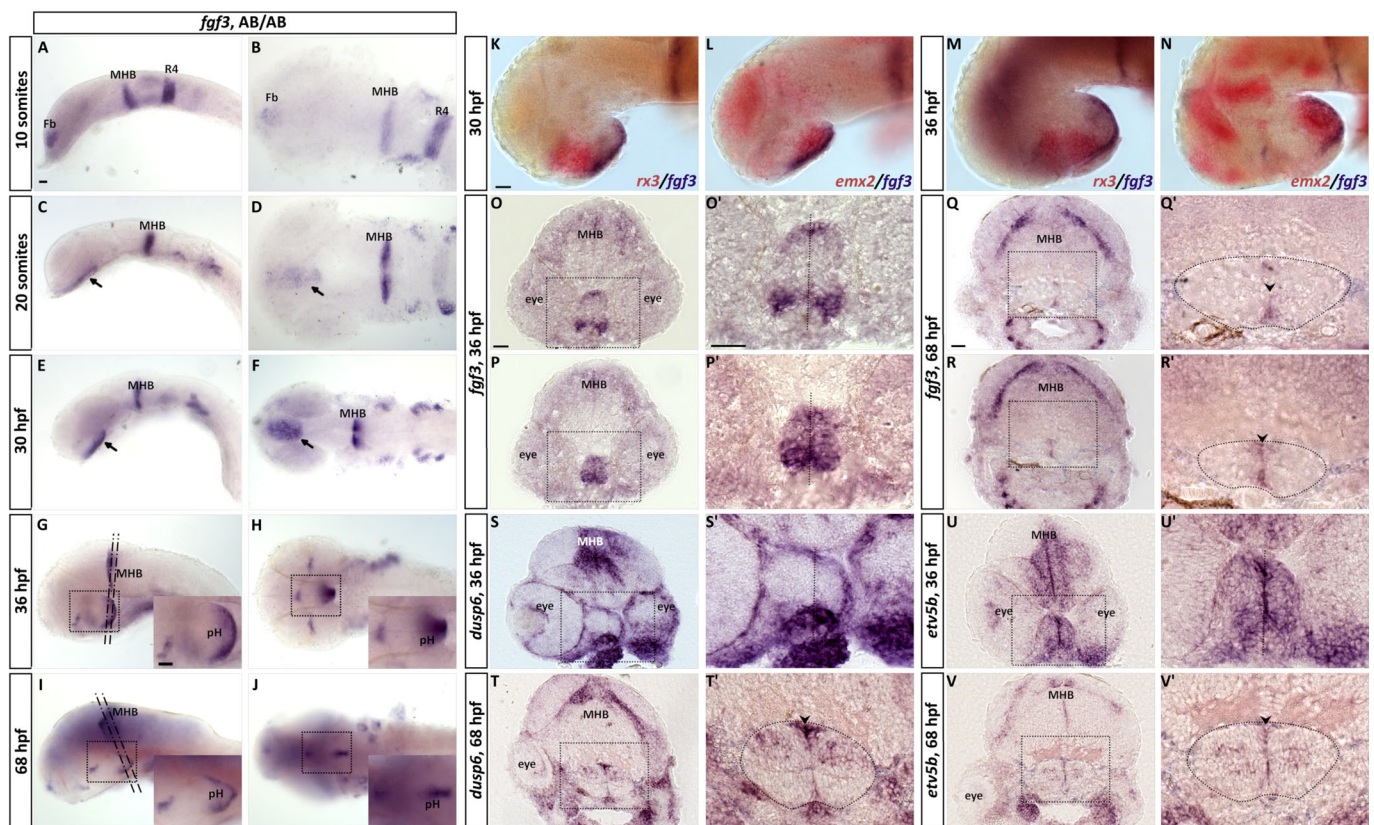 fgf3, AB/AB
10 somites
A
MHB
R4
Fb
B
Fb
MHB
R4
20 somites
C
MHB
D
MHB
30 hpf
E
MHB
F
MHB
36 hpf
G
MHB
pH
H
pH
68 hpf
I
MHB
pH
J
pH
30 hpf
K
rx3/fgf3
L
emx2/fgf3
36 hpf
M
rx3/fgf3
N
emx2/fgf3
fgf3, 36 hpf
O
MHB
eye
eye
O'
P
MHB
eye
eye
P'
fgf3, 68 hpf
Q
MHB
Q'
R
MHB
R'
dusp6, 36 hpf
S
MHB
eye
eye
S'
dusp6, 68 hpf
T
MHB
eye
T'
etv5b, 36 hpf
U
MHB
eye
eye
U'
etv5b, 68 hpf
V
MHB
eye
V'